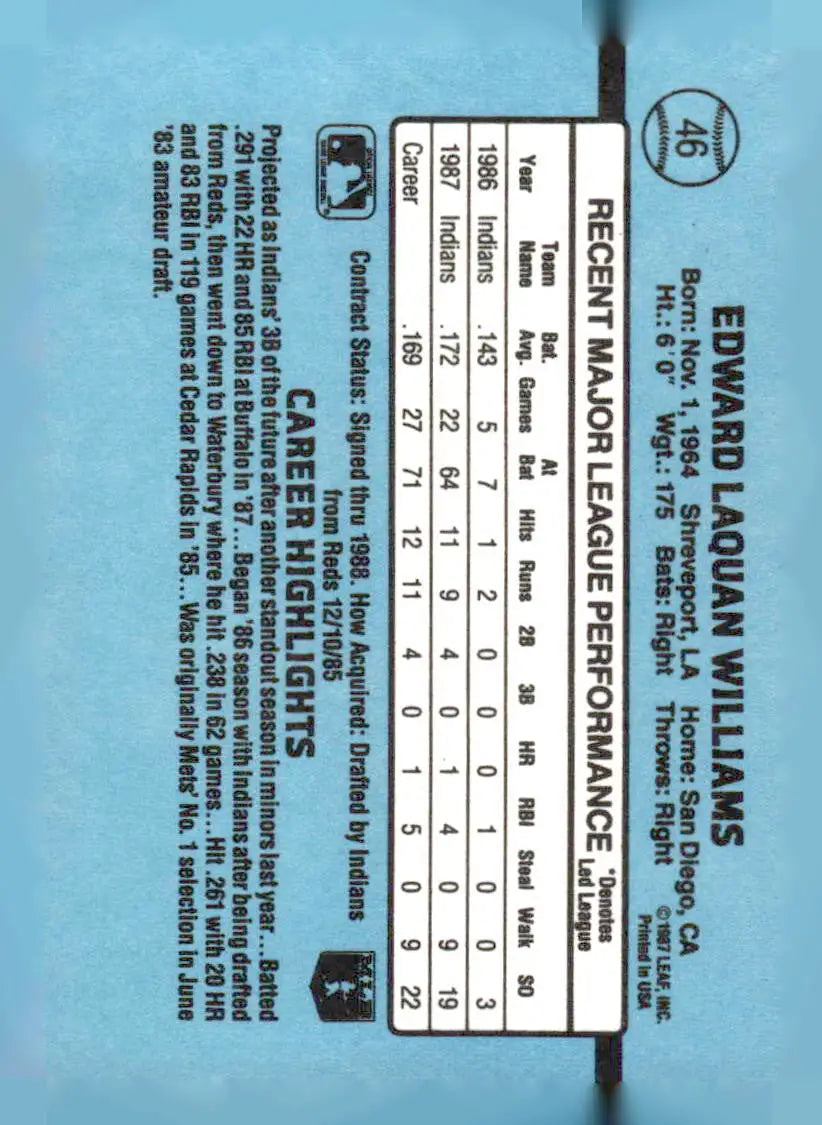 46
EDWARD LAQUAN WILLIAMS
Born: Nov. 1, 1964 Shreveport, LA Home: San Diego, CA
Ht.: 6'0" Wgt.: 175 Bats: Right Throws: Right
©1987 LEAF, INC.
Printed in USA
RECENT MAJOR LEAGUE PERFORMANCE *Denotes
Led League
Team Bat. At
Year Name Avg. Games Bat Hits Runs 2B 3B HR RBI Steal Walk SO
1986 Indians .143 5 7 1 2 0 0 0 1 0 0 3
1987 Indians .172 22 64 11 9 4 0 1 4 0 9 19
Career .169 27 71 12 11 4 0 1 5 0 9 22
Contract Status: Signed thru 1988. How Acquired: Drafted by Indians
from Reds 12/10/85
MLB
CAREER HIGHLIGHTS
Projected as Indians' 3B of the future after another standout season in minors last year...Batted
.291 with 22 HR and 85 RBI at Buffalo in '87...Began '86 season with Indians after being drafted
from Reds, then went down to Waterbury where he hit .238 in 62 games...Hit .261 with 20 HR
and 83 RBI in 119 games at Cedar Rapids in '85...Was originally Mets' No. 1 selection in June
'83 amateur draft.